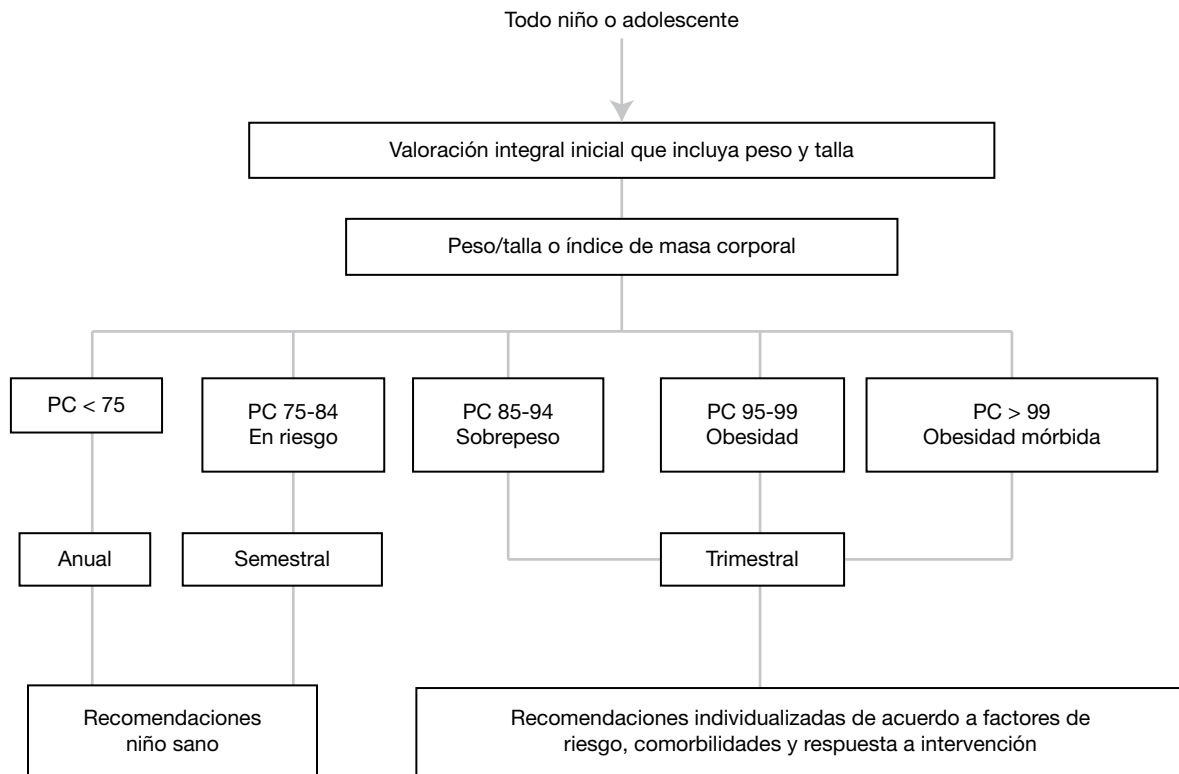 Todo niño o adolescente
Valoración integral inicial que incluya peso y talla
Peso/talla o índice de masa corporal
PC < 75
PC 75-84
En riesgo
PC 85-94
Sobrepeso
PC 95-99
Obesidad
PC > 99
Obesidad mórbida
Anual
Semestral
Trimestral
Recomendaciones
niño sano
Recomendaciones individualizadas de acuerdo a factores de
riesgo, comorbilidades y respuesta a intervención